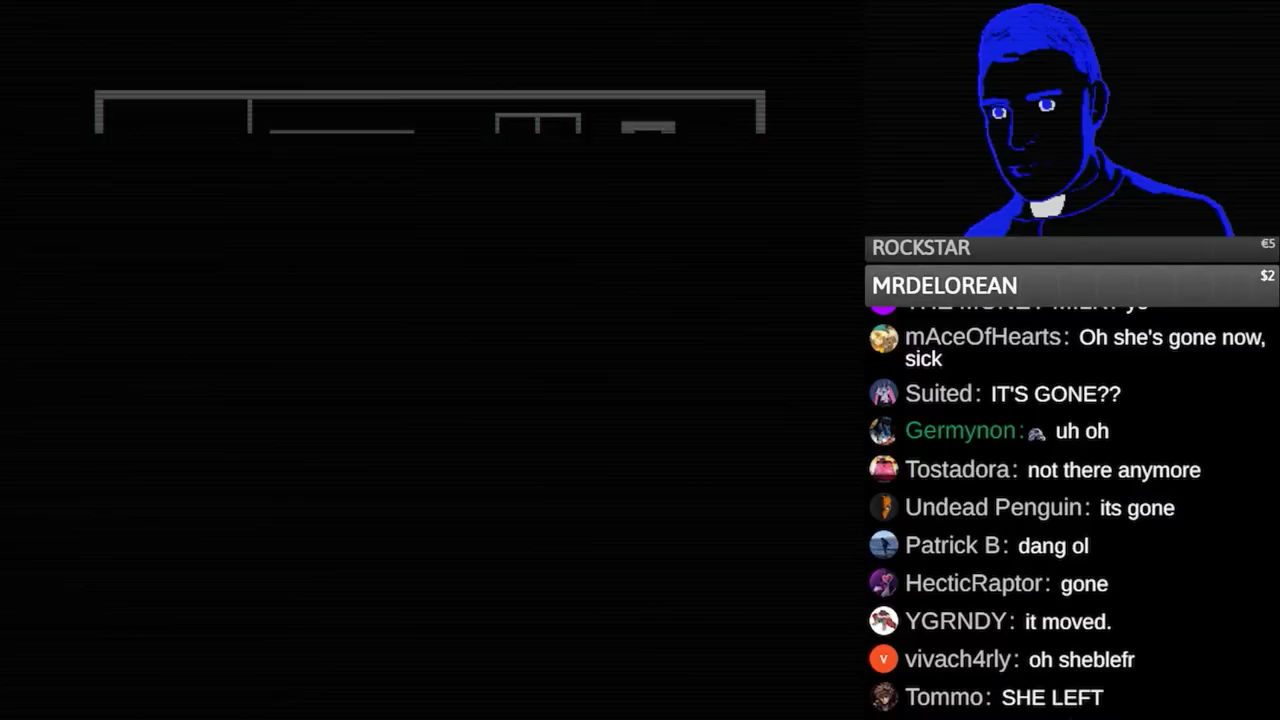 ROCKSTAR €5
MRDELOREAN $2
mAceOfHearts: Oh she's gone now,
sick
Suited: IT'S GONE??
Germynon: uh oh
Tostadora: not there anymore
Undead Penguin: its gone
Patrick B: dang ol
HecticRaptor: gone
YGRNDY: it moved.
V vivach4rly: oh sheblefr
Tommo: SHE LEFT